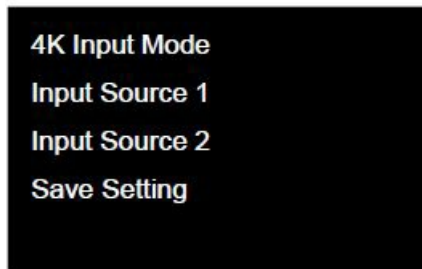 4K Input Mode
Input Source 1
Input Source 2
Save Setting